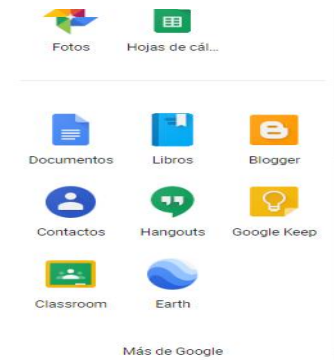 Fotos Hojas de cál...
Documentos Libros Blogger
Contactos Hangouts Google Keep
Classroom Earth
Más de Google